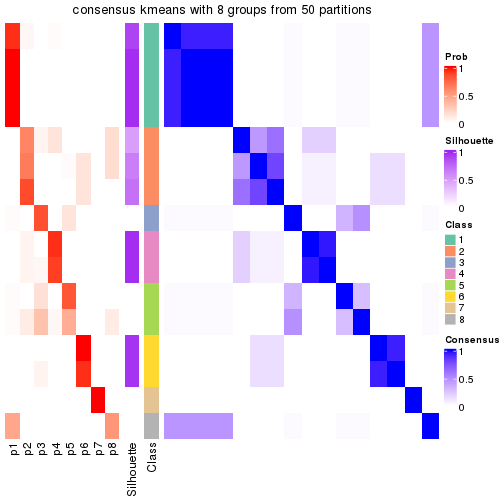 consensus kmeans with 8 groups from 50 partitions
Prob
1
0.5
0
Silhouette
1
0.5
0
Class
1
2
3
4
5
6
7
8
Consensus
1
0.5
0
p1
p2
p3
p4
p5
p6
p7
p8
Silhouette
Class